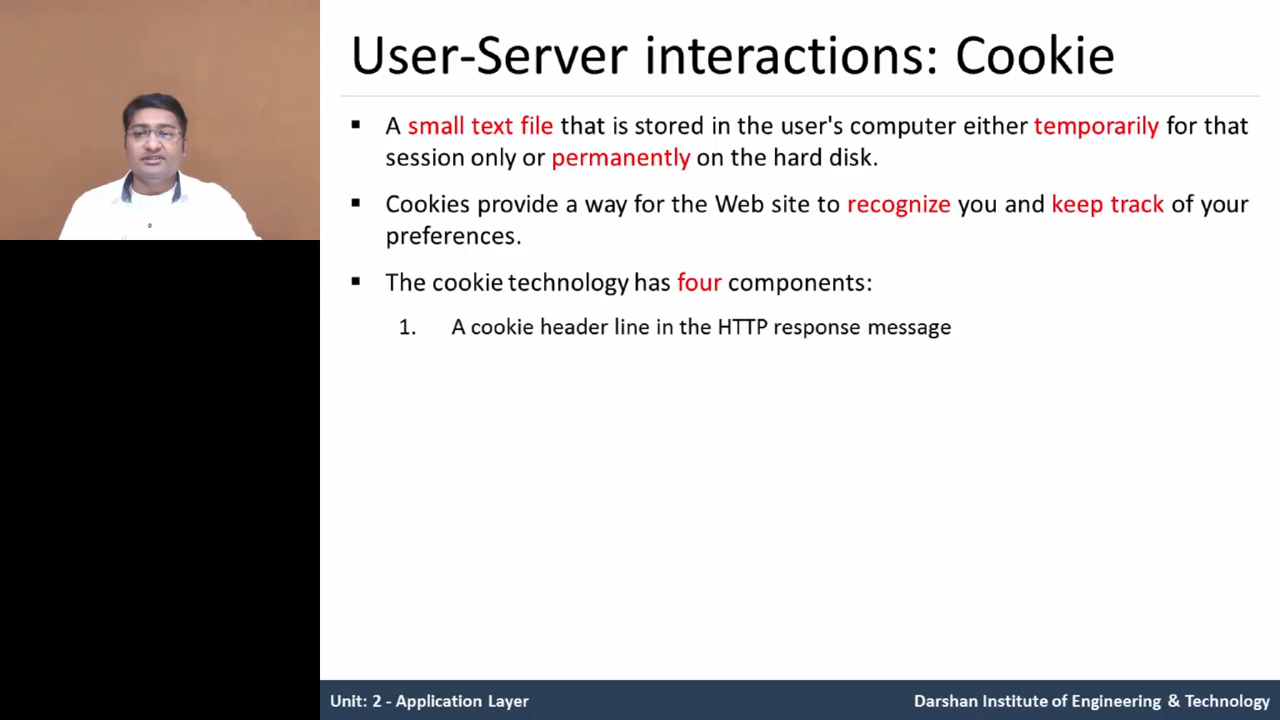 User-Server interactions: Cookie
▪ A small text file that is stored in the user's computer either temporarily for that
session only or permanently on the hard disk.
▪ Cookies provide a way for the Web site to recognize you and keep track of your
preferences.
▪ The cookie technology has four components:
1. A cookie header line in the HTTP response message
Unit: 2 - Application Layer
Darshan Institute of Engineering & Technology